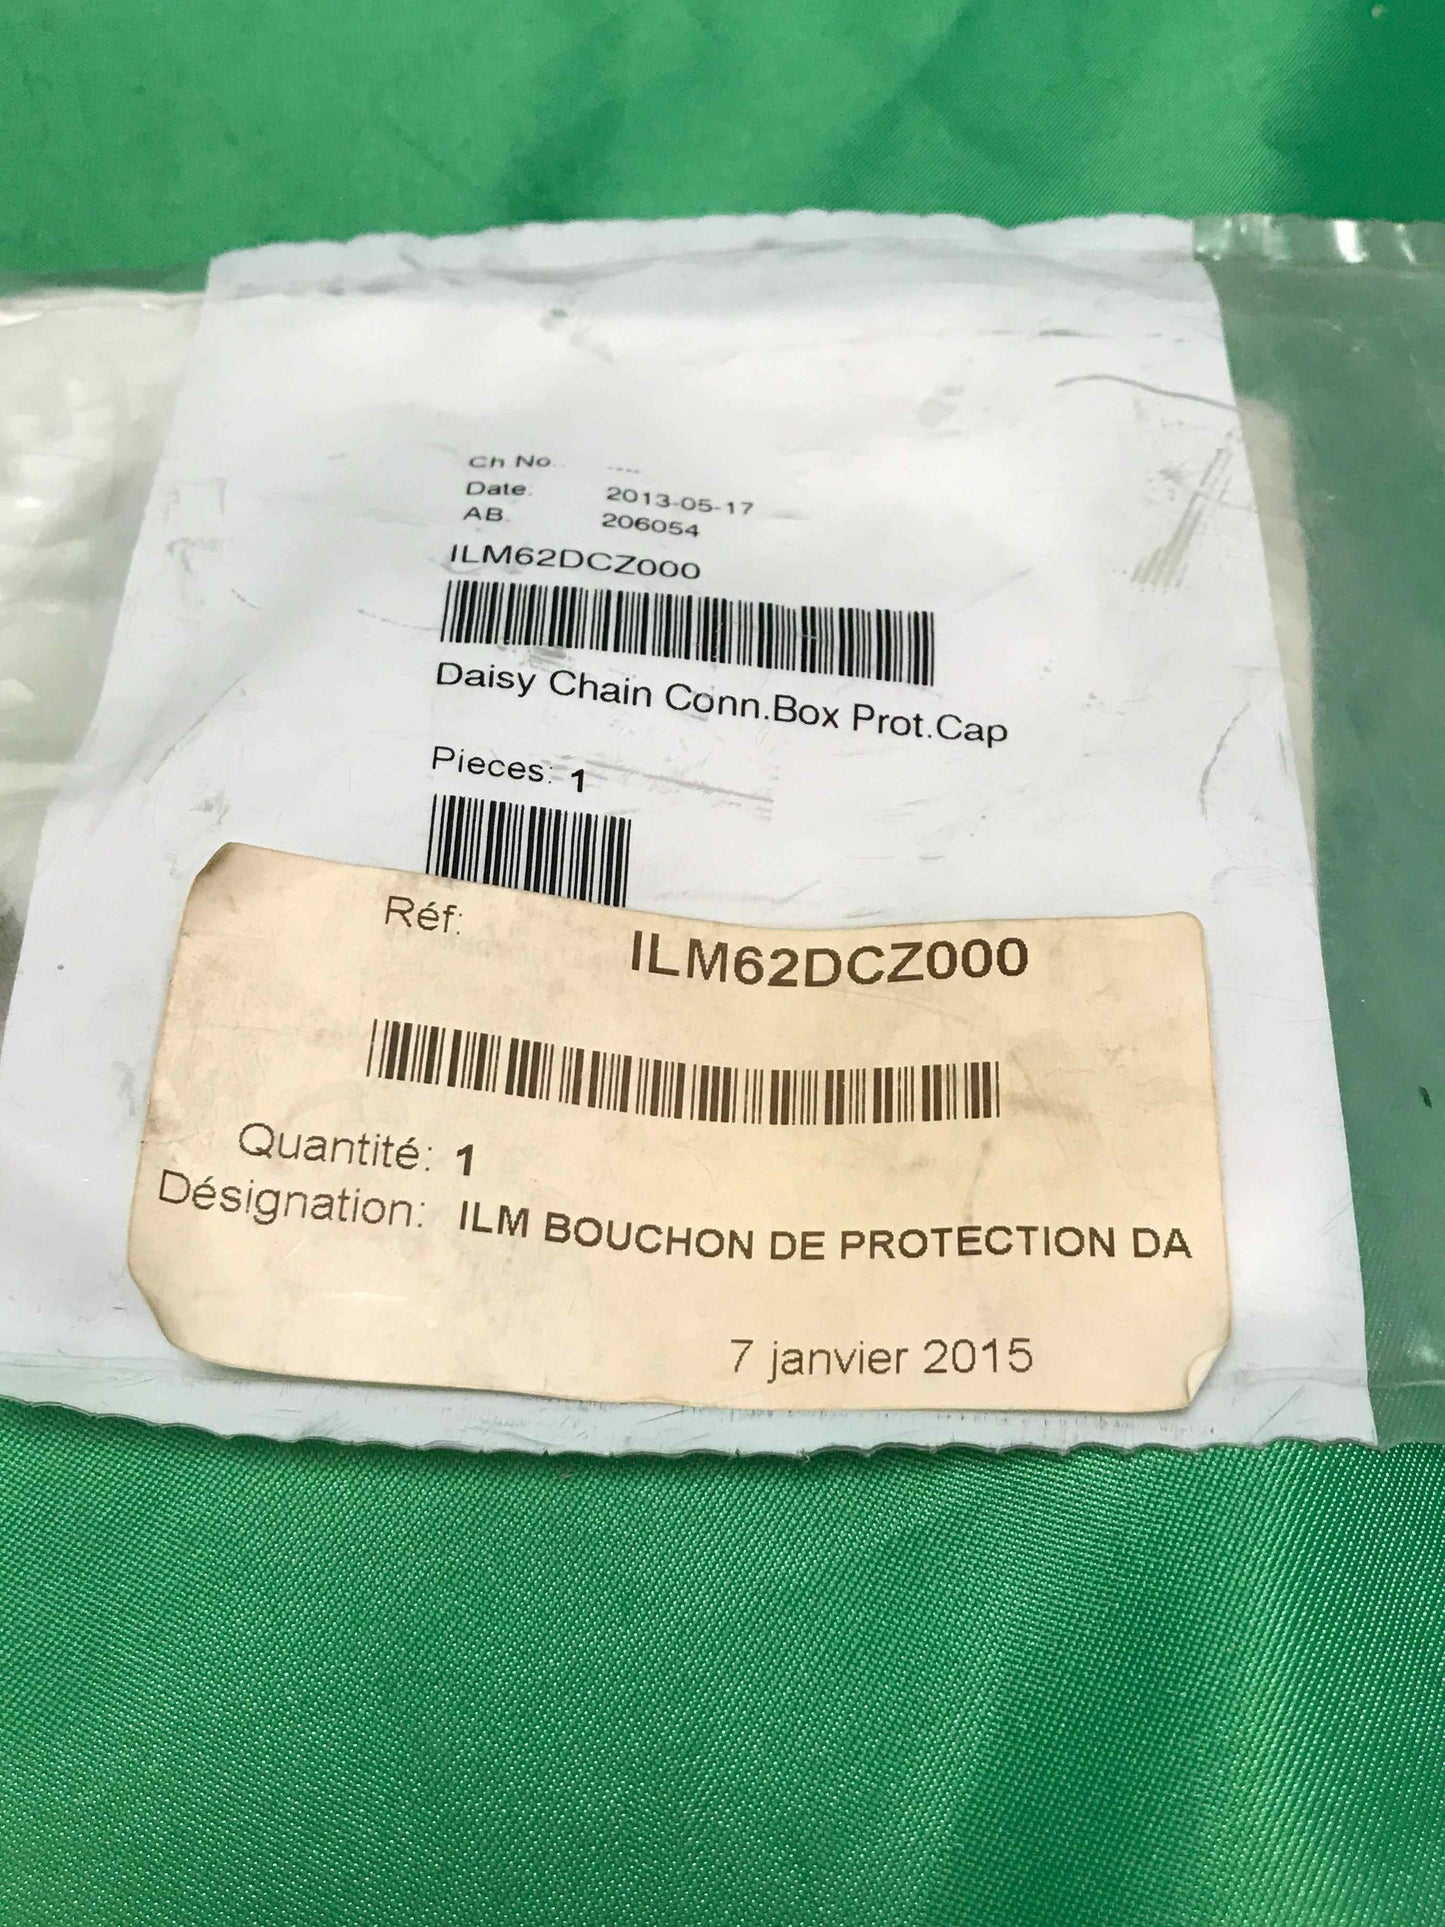 Ch No. ----
Date: 2013-05-17
AB. 206054
ILM62DCZ000
Daisy Chain Conn.Box Prot.Cap
Pieces: 1
Réf: ILM62DCZ000
Quantité: 1
Désignation: ILM BOUCHON DE PROTECTION DA
7 janvier 2015